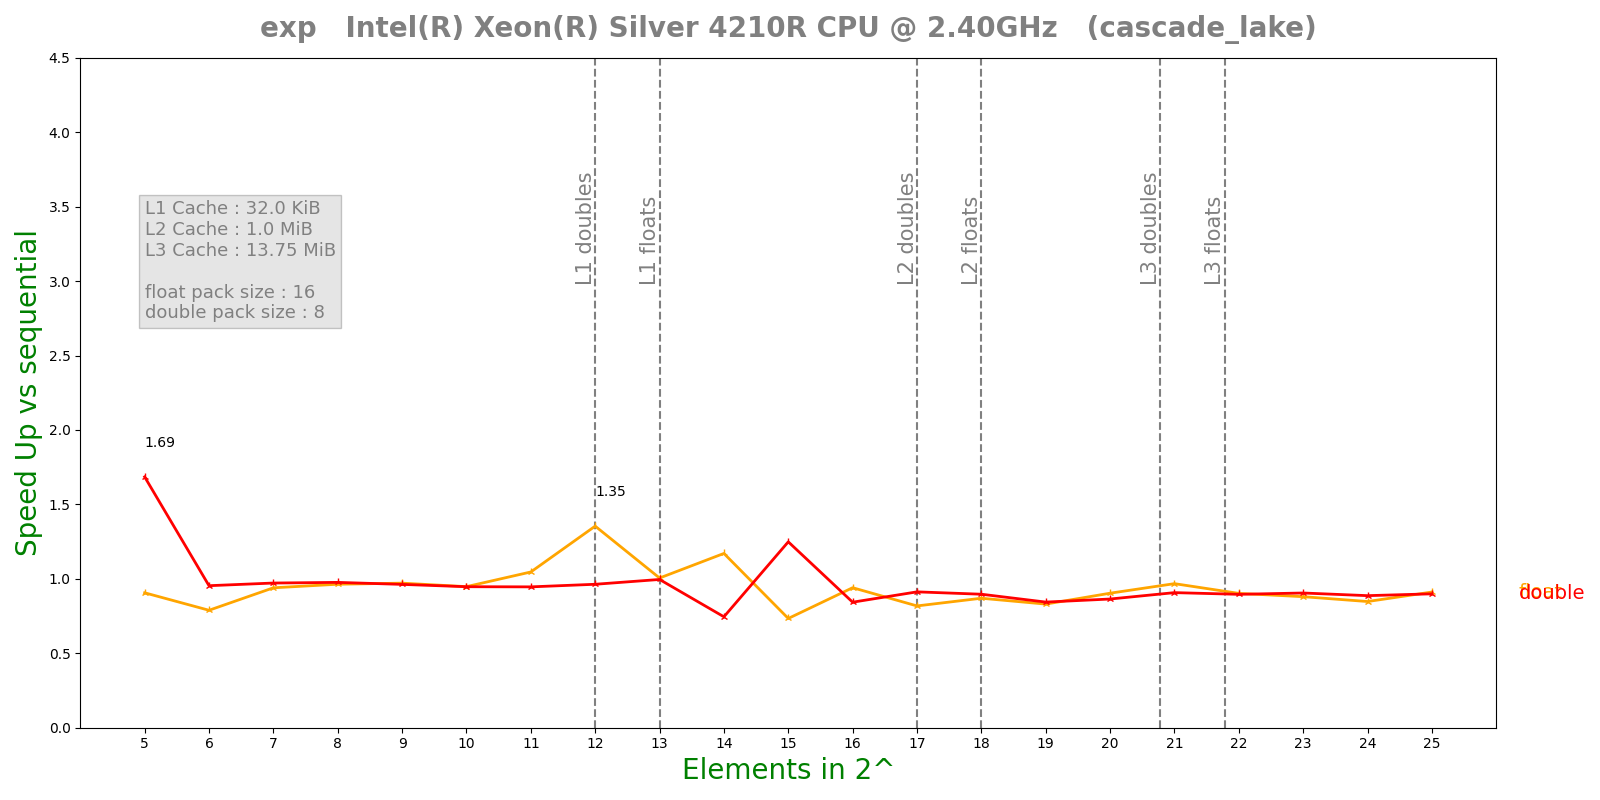 exp   Intel(R) Xeon(R) Silver 4210R CPU @ 2.40GHz   (cascade_lake)
Speed Up vs sequential
4.5
4.0
3.5
3.0
2.5
2.0
1.5
1.0
0.5
0.0
L1 Cache : 32.0 KiB
L2 Cache : 1.0 MiB
L3 Cache : 13.75 MiB
float pack size : 16
double pack size : 8
L1 doubles
L1 floats
L2 doubles
L2 floats
L3 doubles
L3 floats
1.69
1.35
double
5 6 7 8 9 10 11 12 13 14 15 16 17 18 19 20 21 22 23 24 25
Elements in 2^